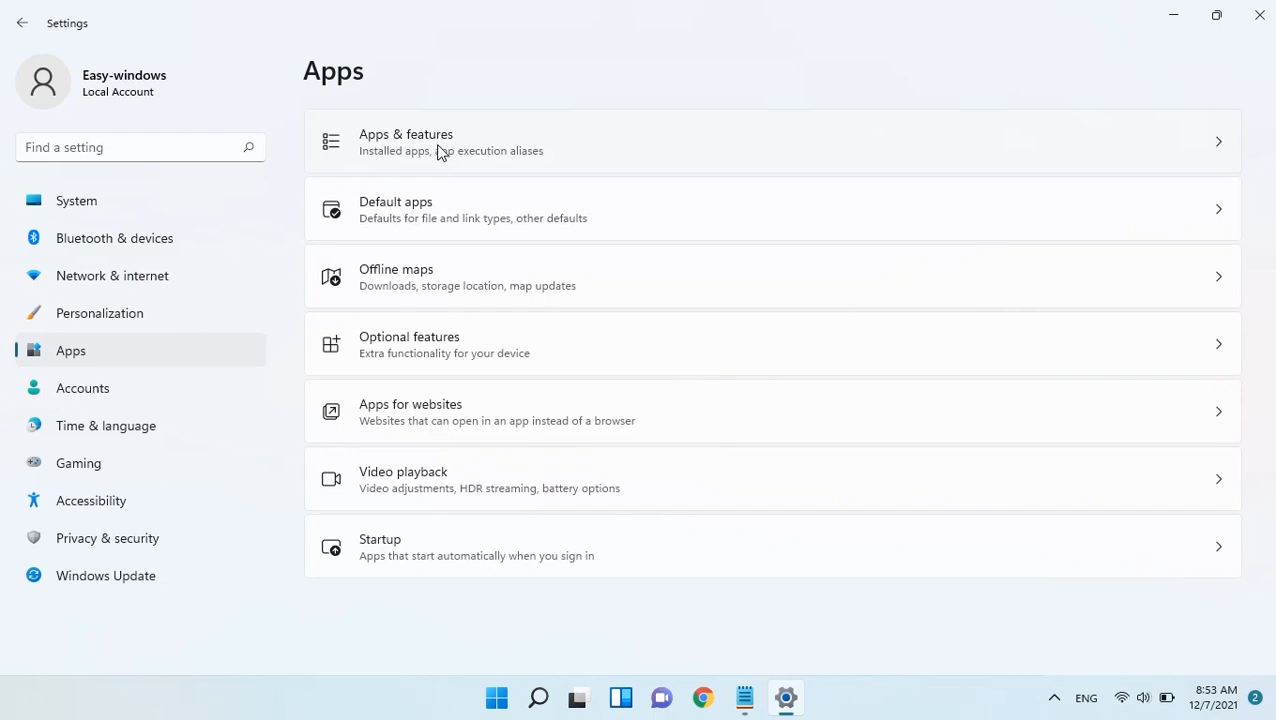 Settings
Easy-windows
Local Account
Find a setting
System
Bluetooth & devices
Network & internet
Personalization
Apps
Accounts
Time & language
Gaming
Accessibility
Privacy & security
Windows Update
Apps
Apps & features
Installed apps, app execution aliases
Default apps
Defaults for file and link types, other defaults
Offline maps
Downloads, storage location, map updates
Optional features
Extra functionality for your device
Apps for websites
Websites that can open in an app instead of a browser
Video playback
Video adjustments, HDR streaming, battery options
Startup
Apps that start automatically when you sign in
ENG
8:53 AM
12/7/2021
2